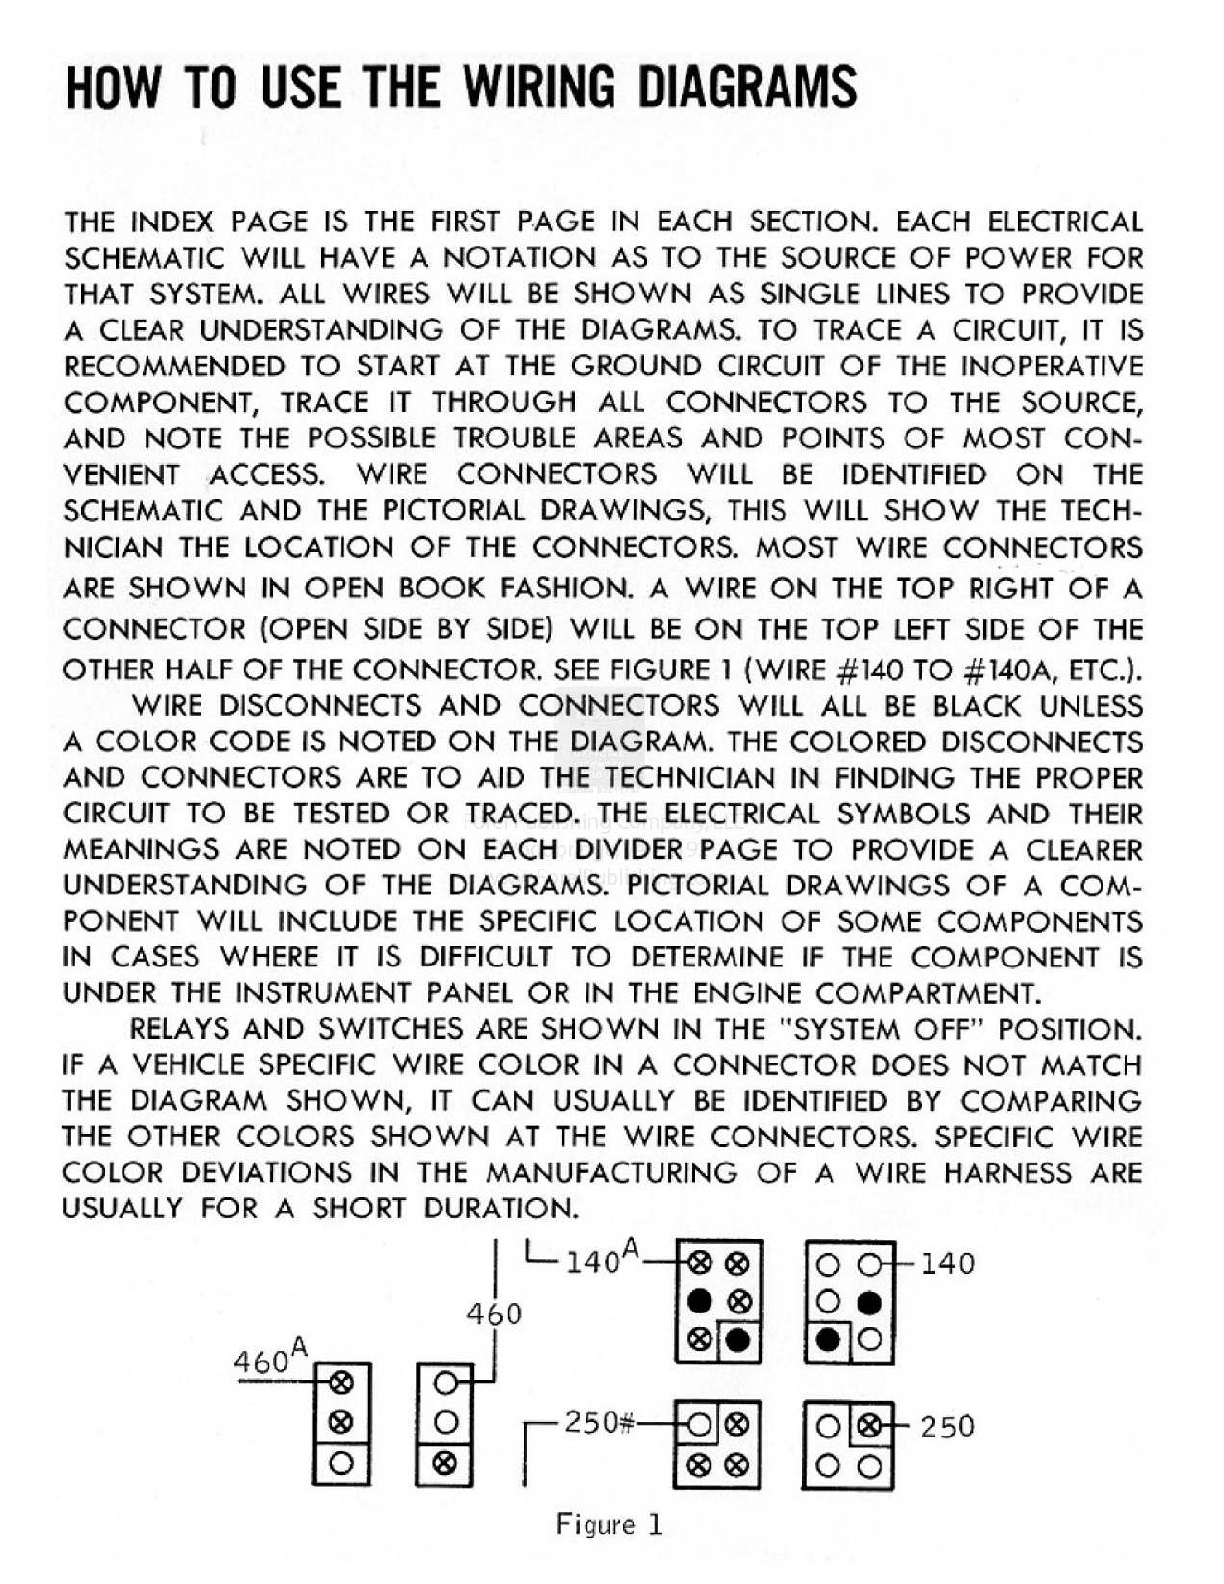 HOW TO USE THE WIRING DIAGRAMS
THE INDEX PAGE IS THE FIRST PAGE IN EACH SECTION. EACH ELECTRICAL
SCHEMATIC WILL HAVE A NOTATION AS TO THE SOURCE OF POWER FOR
THAT SYSTEM. ALL WIRES WILL BE SHOWN AS SINGLE LINES TO PROVIDE
A CLEAR UNDERSTANDING OF THE DIAGRAMS. TO TRACE A CIRCUIT, IT IS
RECOMMENDED TO START AT THE GROUND CIRCUIT OF THE INOPERATIVE
COMPONENT, TRACE IT THROUGH ALL CONNECTORS TO THE SOURCE,
AND NOTE THE POSSIBLE TROUBLE AREAS AND POINTS OF MOST CON-
VENIENT ACCESS. WIRE CONNECTORS WILL BE IDENTIFIED ON THE
SCHEMATIC AND THE PICTORIAL DRAWINGS, THIS WILL SHOW THE TECH-
NICIAN THE LOCATION OF THE CONNECTORS. MOST WIRE CONNECTORS
ARE SHOWN IN OPEN BOOK FASHION. A WIRE ON THE TOP RIGHT OF A
CONNECTOR (OPEN SIDE BY SIDE) WILL BE ON THE TOP LEFT SIDE OF THE
OTHER HALF OF THE CONNECTOR. SEE FIGURE 1 (WIRE #140 TO #140A, ETC.).
WIRE DISCONNECTS AND CONNECTORS WILL ALL BE BLACK UNLESS
A COLOR CODE IS NOTED ON THE DIAGRAM. THE COLORED DISCONNECTS
AND CONNECTORS ARE TO AID THE TECHNICIAN IN FINDING THE PROPER
CIRCUIT TO BE TESTED OR TRACED. THE ELECTRICAL SYMBOLS AND THEIR
MEANINGS ARE NOTED ON EACH DIVIDER PAGE TO PROVIDE A CLEARER
UNDERSTANDING OF THE DIAGRAMS. PICTORIAL DRAWINGS OF A COM-
PONENT WILL INCLUDE THE SPECIFIC LOCATION OF SOME COMPONENTS
IN CASES WHERE IT IS DIFFICULT TO DETERMINE IF THE COMPONENT IS
UNDER THE INSTRUMENT PANEL OR IN THE ENGINE COMPARTMENT.
RELAYS AND SWITCHES ARE SHOWN IN THE "SYSTEM OFF" POSITION.
IF A VEHICLE SPECIFIC WIRE COLOR IN A CONNECTOR DOES NOT MATCH
THE DIAGRAM SHOWN, IT CAN USUALLY BE IDENTIFIED BY COMPARING
THE OTHER COLORS SHOWN AT THE WIRE CONNECTORS. SPECIFIC WIRE
COLOR DEVIATIONS IN THE MANUFACTURING OF A WIRE HARNESS ARE
USUALLY FOR A SHORT DURATION.
140A 140
460
460A
250# 250
Figure 1